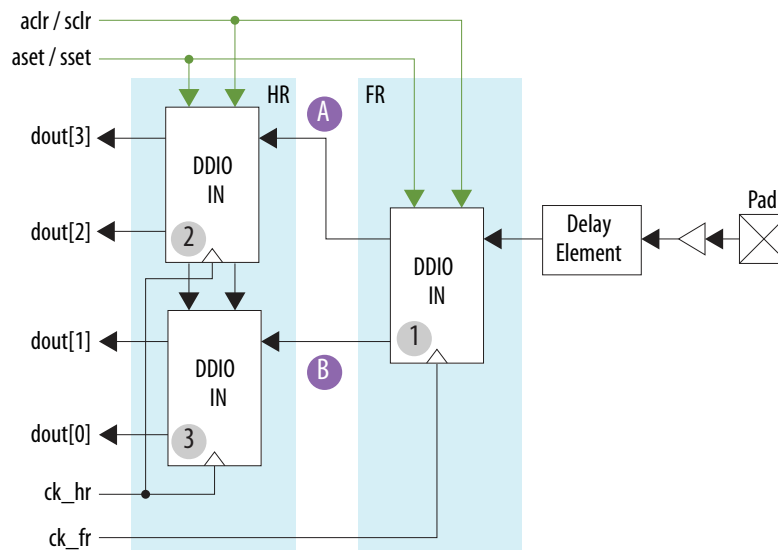 aclr / sclr
aset / sset
HR
FR
A
dout[3]
DDIO
IN
Pad
Delay
Element
dout[2]
2
DDIO
IN
1
dout[1]
DDIO
IN
B
dout[0]
3
ck_hr
ck_fr